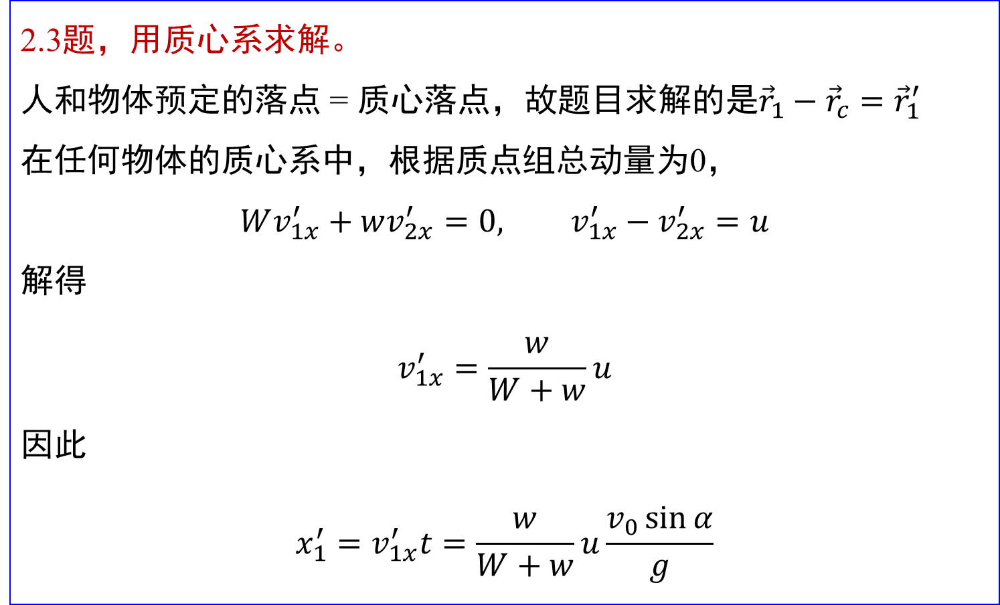 2.3题，用质心系求解。
人和物体预定的落点 = 质心落点，故题目求解的是$\vec{r}_1 - \vec{r}_c = \vec{r}_1'$
在任何物体的质心系中，根据质点组总动量为0，
$Wv_{1x}' + wv_{2x}' = 0, \quad v_{1x}' - v_{2x}' = u$
解得
$v_{1x}' = \frac{w}{W + w}u$
因此
$x_1' = v_{1x}'t = \frac{w}{W + w}u\frac{v_0 \sin \alpha}{g}$